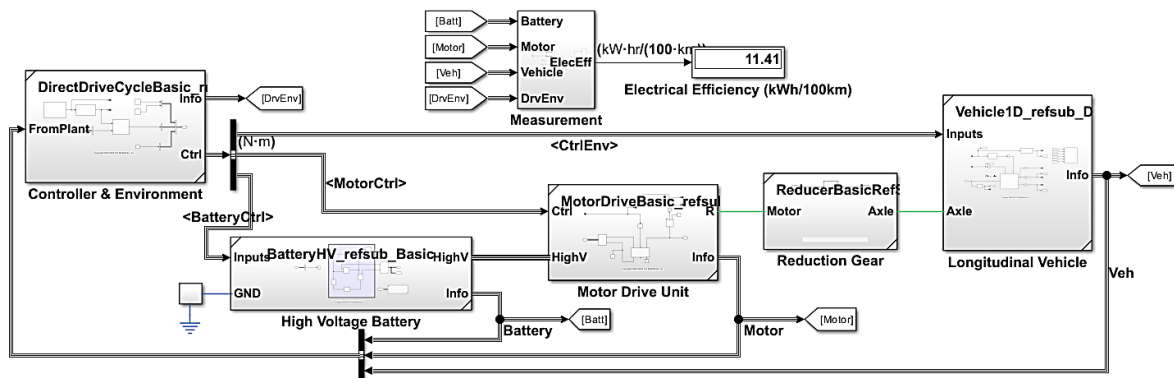 [Batt]
[Motor]
[Veh]
[DrvEnv]
Battery
Motor
Vehicle
DrvEnv
ElecEff
Measurement
(kW·hr/(100·km))
11.41
Electrical Efficiency (kWh/100km)
DirectDriveCycleBasic_r
FromPlant
Info
Ctrl
Controller & Environment
[DrvEnv]
(N·m)
<CtrlEnv>
<MotorCtrl>
<BatteryCtrl>
Vehicle1D_refsub_D
Inputs
Info
Axle
Longitudinal Vehicle
[Veh]
Veh
MotorDriveBasic_refsul
Ctrl
R
HighV
Info
Motor Drive Unit
ReducerBasicRefS
Motor
Axle
Reduction Gear
BatteryHV_refsub_Basic
Inputs
HighV
GND
Info
High Voltage Battery
Battery
[Batt]
Motor
[Motor]